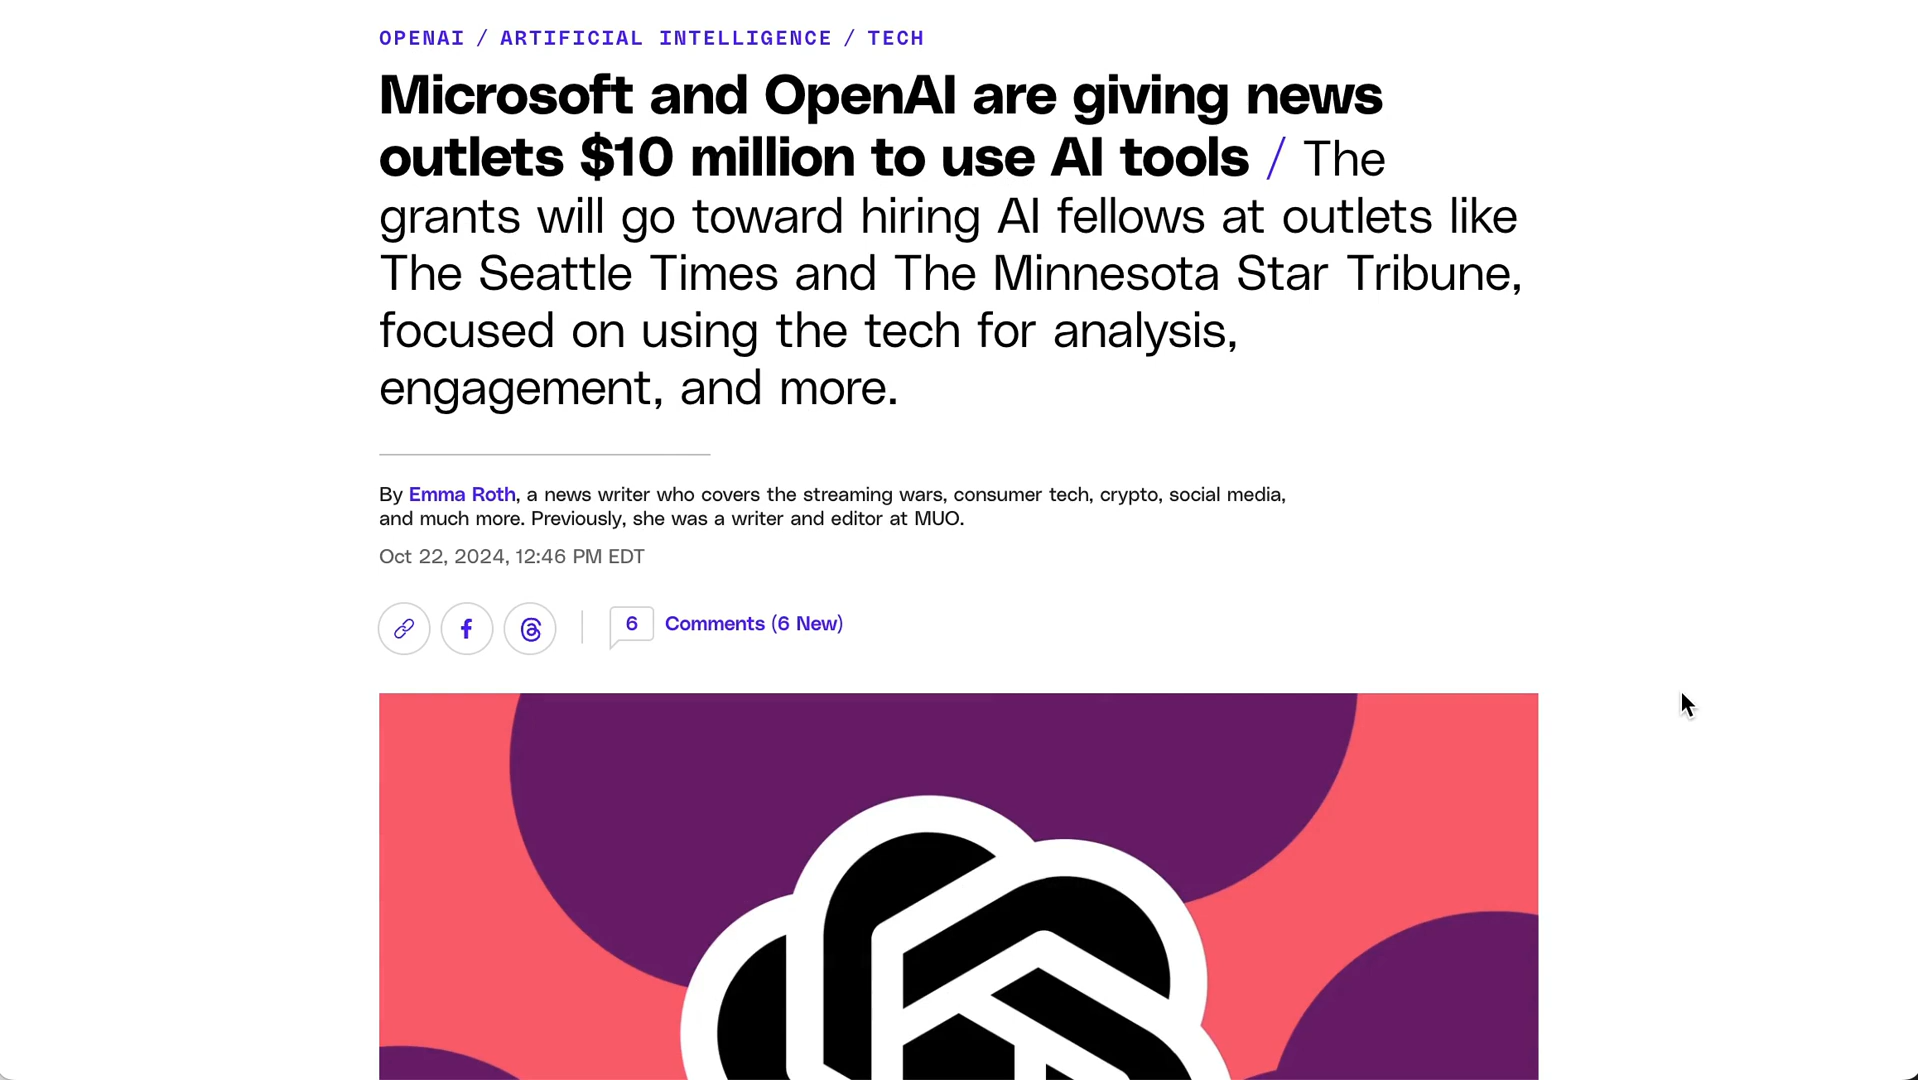 OPENAI / ARTIFICIAL INTELLIGENCE / TECH
Microsoft and OpenAI are giving news
outlets $10 million to use AI tools / The
grants will go toward hiring AI fellows at outlets like
The Seattle Times and The Minnesota Star Tribune,
focused on using the tech for analysis,
engagement, and more.
By Emma Roth, a news writer who covers the streaming wars, consumer tech, crypto, social media,
and much more. Previously, she was a writer and editor at MUO.
Oct 22, 2024, 12:46 PM EDT
6 Comments (6 New)